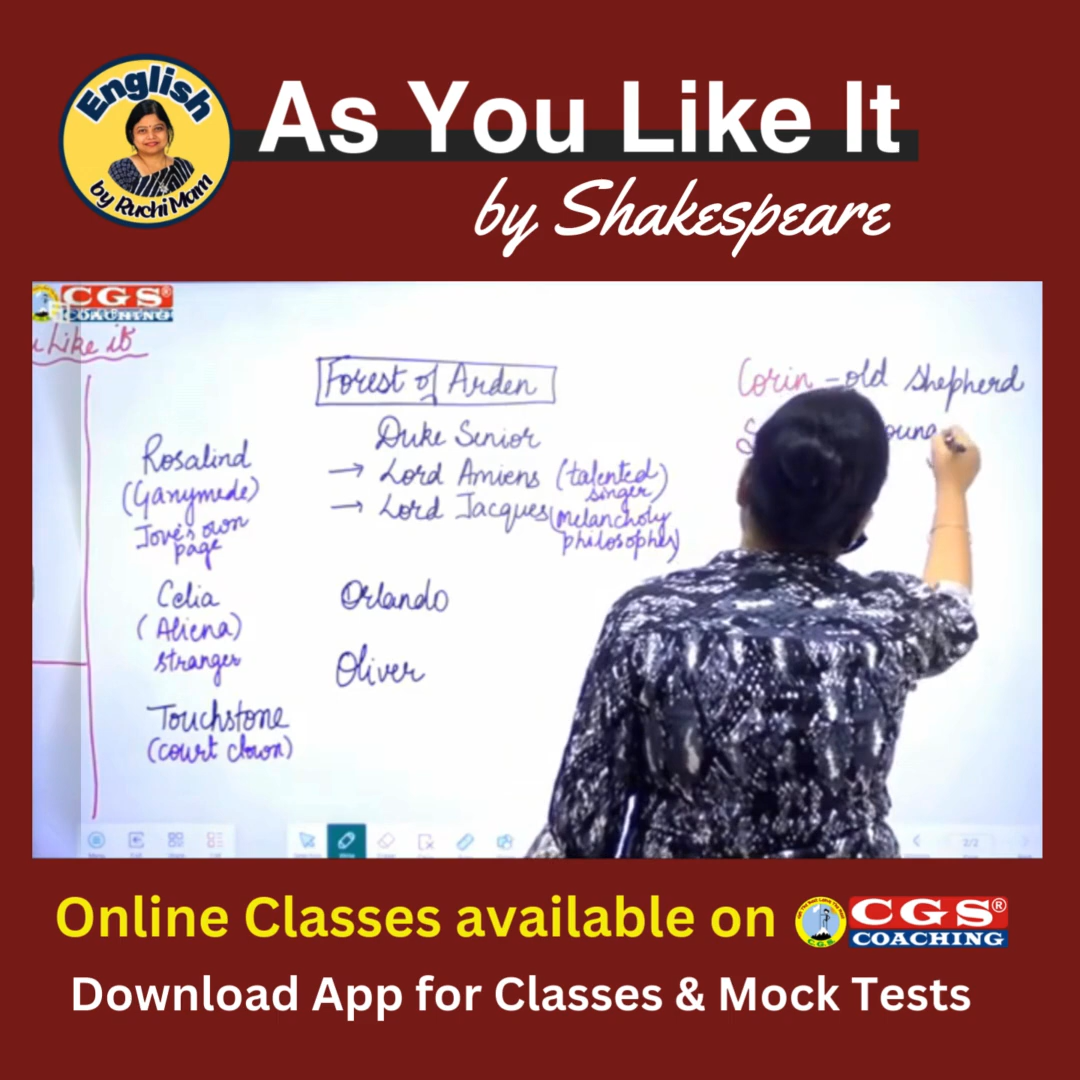 English
by Ruchi Mam
As You Like It
by Shakespeare
CGS®
COACHING
Like it
Forest of Arden
Duke Senior
→ Lord Amiens (talented singer)
→ Lord Jacques (melancholy philosopher)
Orlando
Oliver
Rosalind
(Ganymede)
Jove's own
page
Celia
(Aliena)
stranger
Touchstone
(court clown)
Corin - old shepherd
2/2
Online Classes available on
CGS®
COACHING
C.G.S.
Download App for Classes & Mock Tests